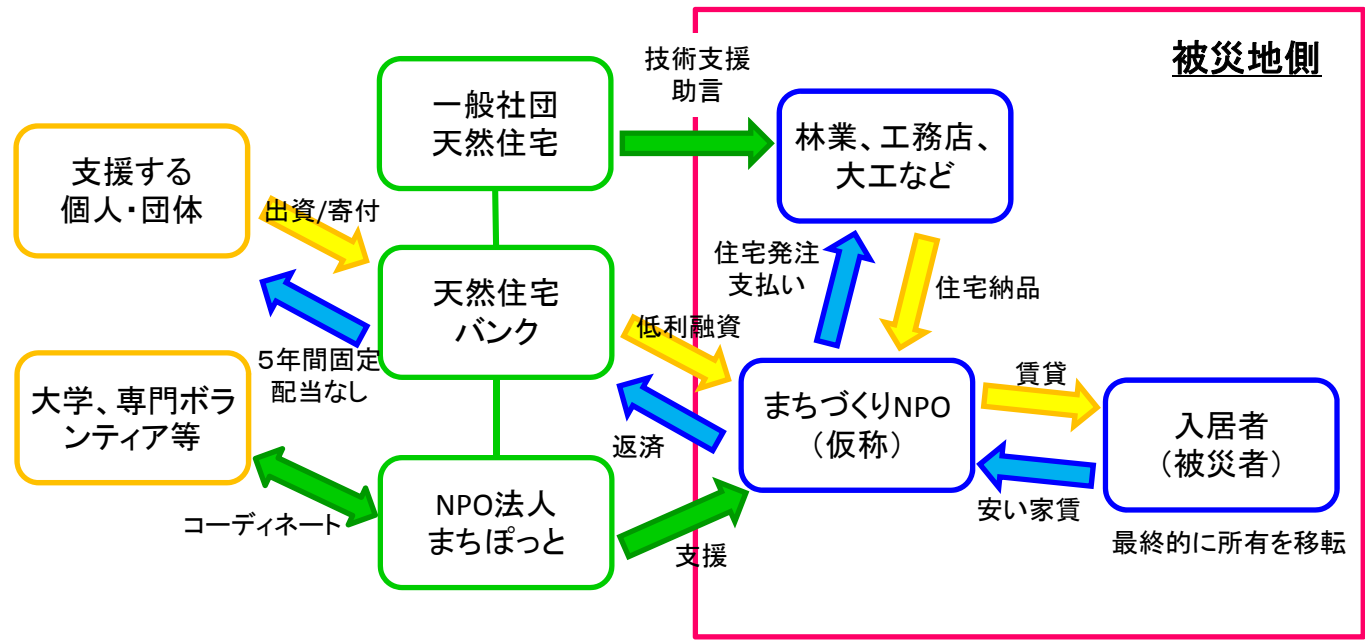 被災地側
技術支援
助言
一般社団
天然住宅
林業、工務店、
大工など
支援する
個人・団体
出資/寄付
住宅発注
支払い
住宅納品
天然住宅
バンク
低利融資
５年間固定
配当なし
賃貸
大学、専門ボラ
ンティア等
まちづくりNPO
（仮称）
入居者
（被災者）
返済
安い家賃
NPO法人
まちぽっと
コーディネート
支援
最終的に所有を移転